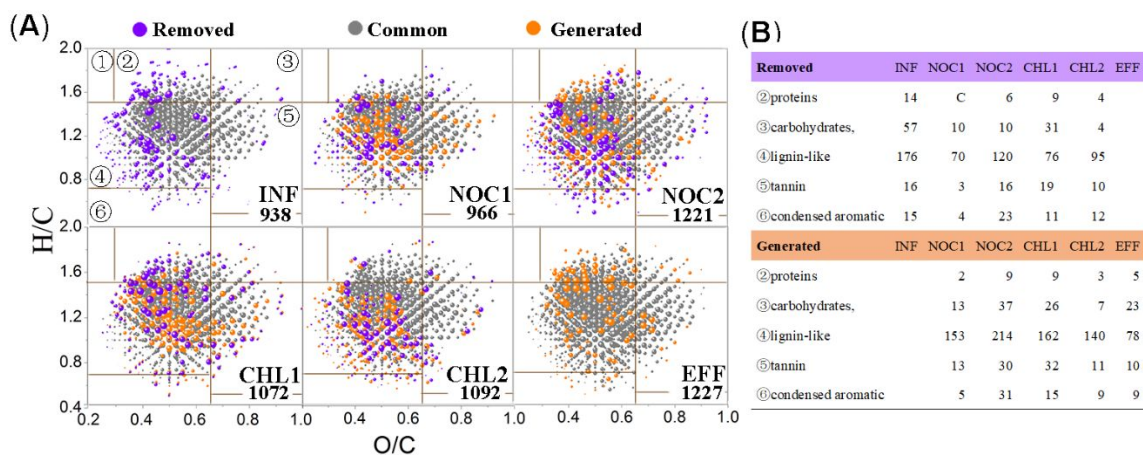 (A)
Removed Common Generated
2.0 1.6 1.2 0.8
① ② ③
⑤
④
⑥
INF
938
NOC1
966
NOC2
1221
2.0 1.6 1.2 0.8 0.4
CHL1
1072
CHL2
1092
EFF
1227
0.2 0.4 0.6 0.8 1.0 0.4 0.6 0.8 1.0 0.4 0.6 0.8 1.0
H/C
O/C
(B)
Removed INF NOC1 NOC2 CHL1 CHL2 EFF
②proteins 14 C 6 9 4
③carbohydrates, 57 10 10 31 4
④lignin-like 176 70 120 76 95
⑤tannin 16 3 16 19 10
⑥condensed aromatic 15 4 23 11 12
Generated INF NOC1 NOC2 CHL1 CHL2 EFF
②proteins 2 9 9 3 5
③carbohydrates, 13 37 26 7 23
④lignin-like 153 214 162 140 78
⑤tannin 13 30 32 11 10
⑥condensed aromatic 5 31 15 9 9